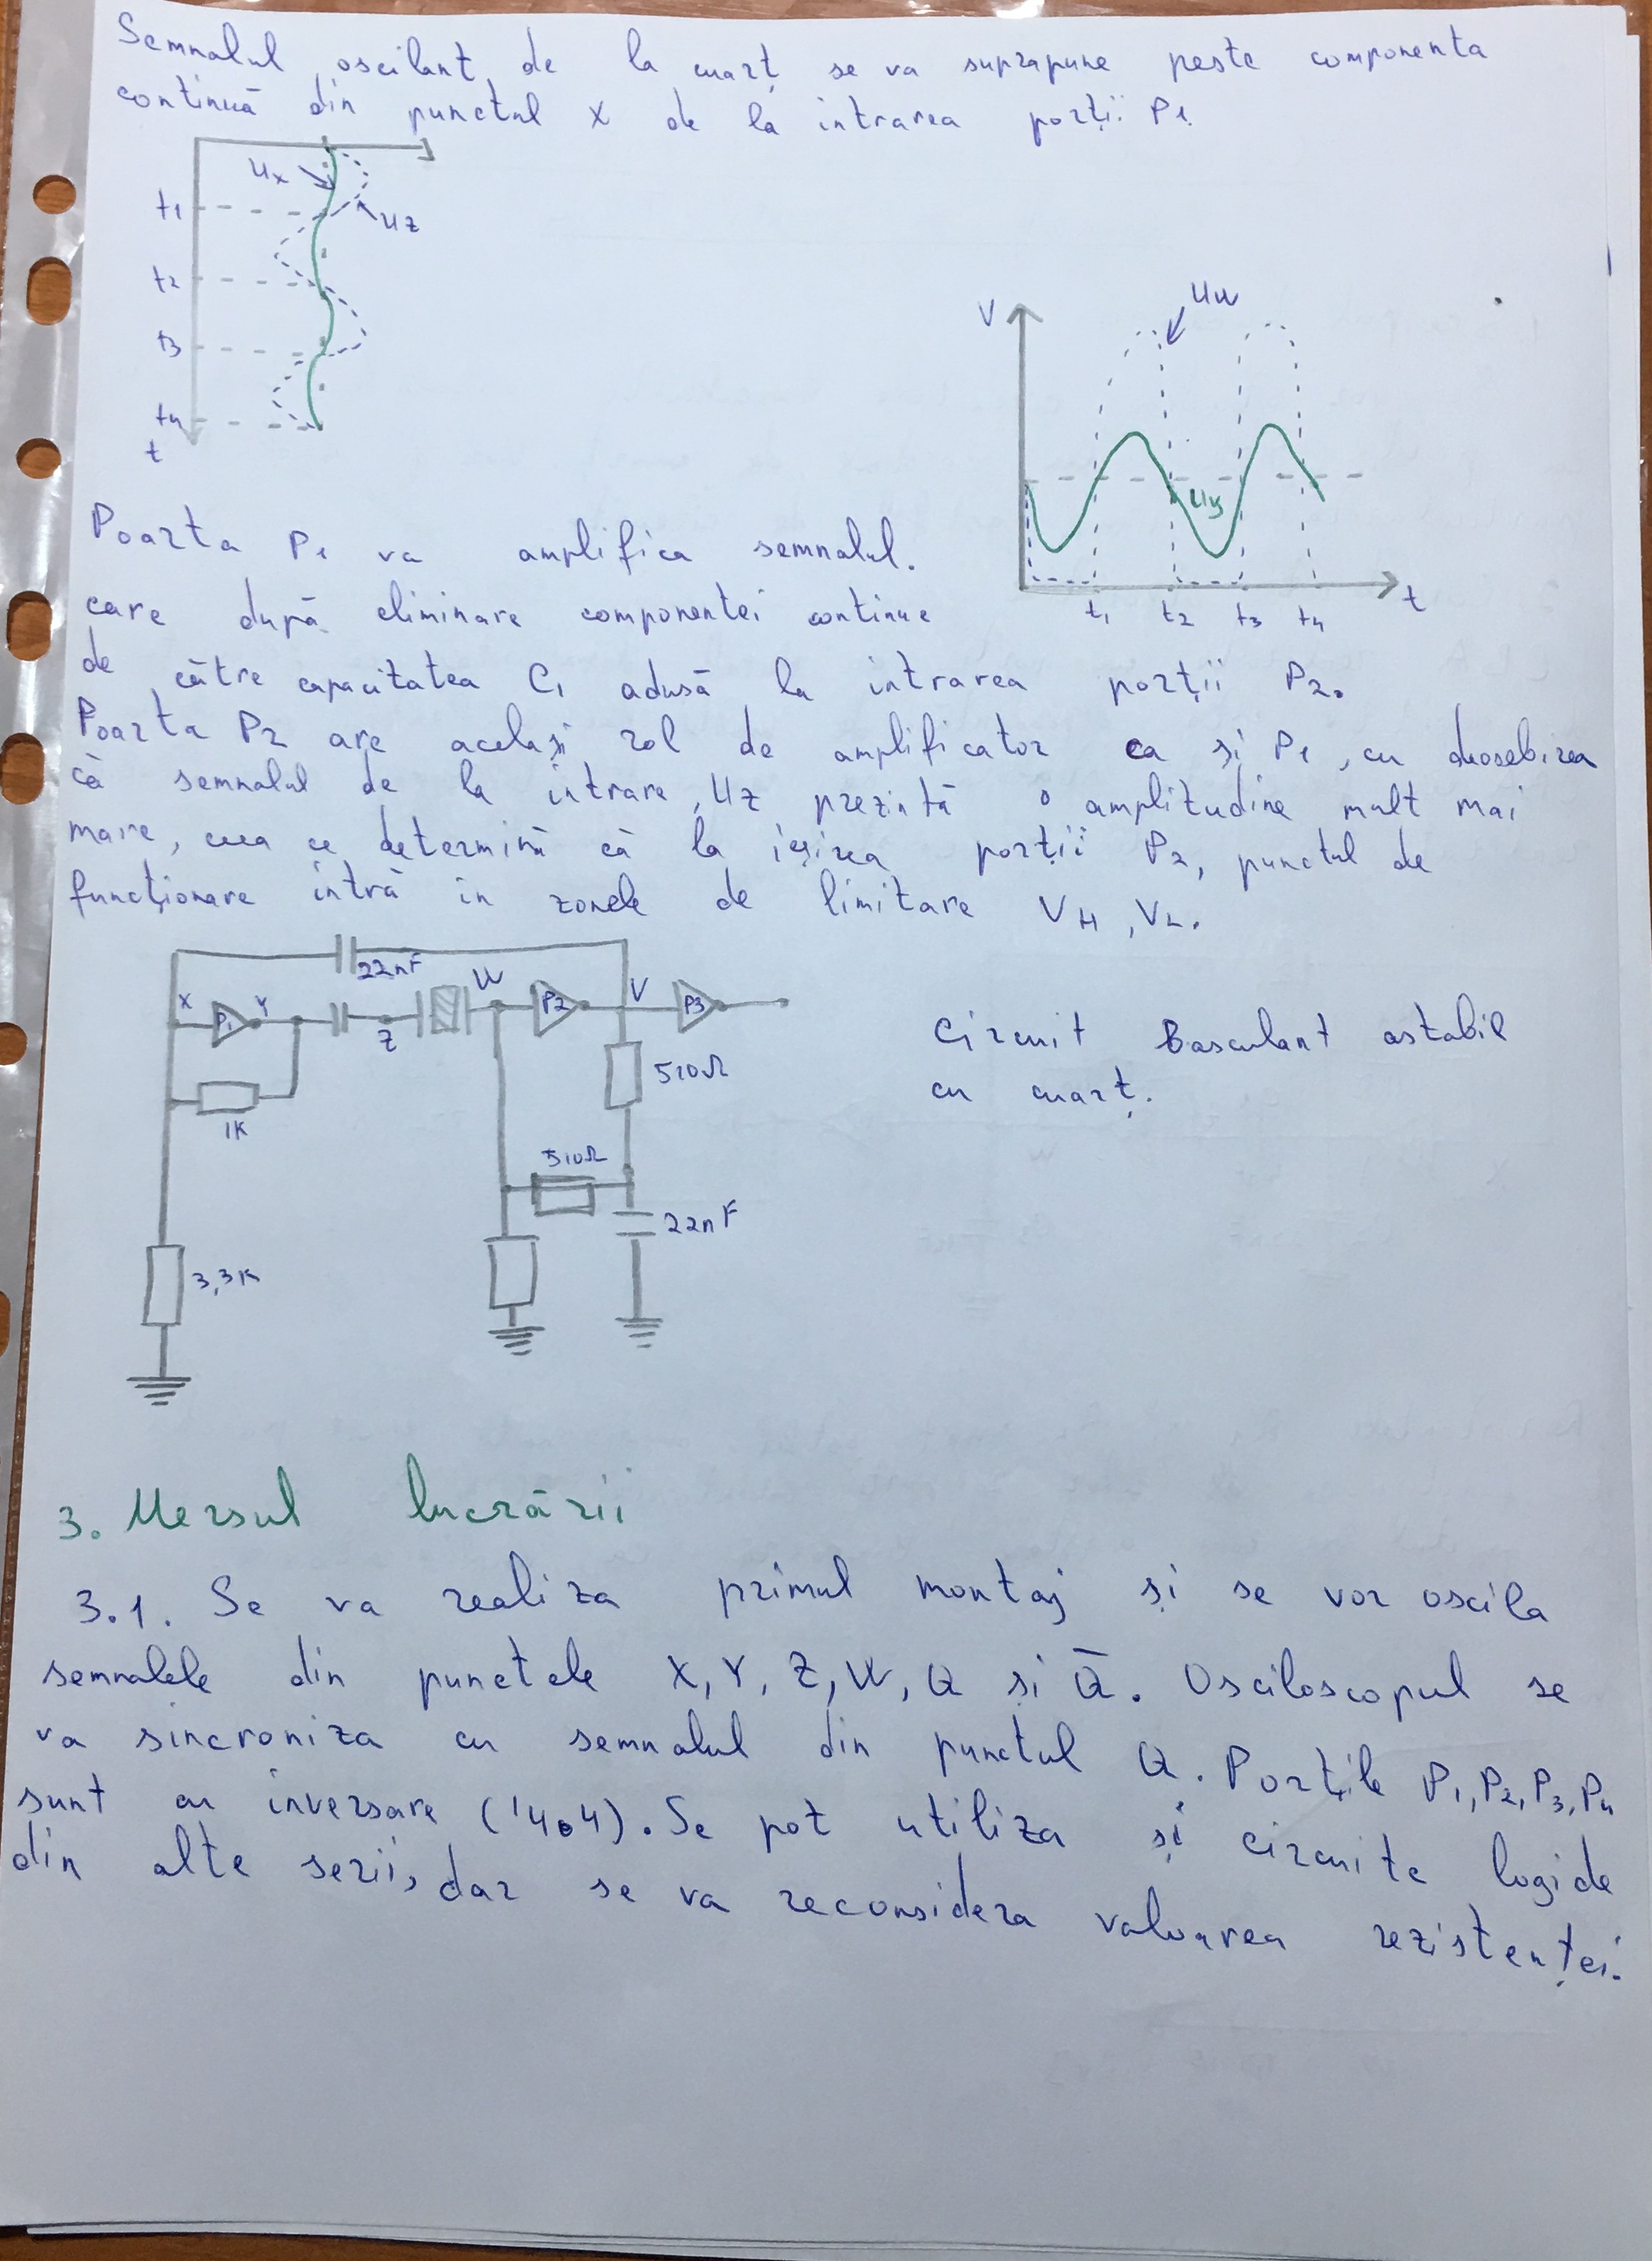 Semnalul oscilant de la cuarț se va suprapune peste componenta
continuă din punctul X de la intrarea porții P1
Ux
Uz
t1
t2
t3
t4
t
V
Uw
Uy
t1 t2 t3 t4
t
Poarta P1 va amplifica semnalul.
care după eliminare componentei continue
de către capacitatea C1 adusă la intrarea porții P2.
Poarta P2 are același rol de amplificator ca și P1, cu deosebirea
că semnalul de la intrare, Uz prezintă o amplitudine mult mai
mare, ceea ce determină că la ieșirea porții P2, punctul de
funcționare intră in zonele de limitare VH, VL.
22nF
X P1 Y Z W P2 V P3
510Ω
1K
510Ω
22nF
3,3K
Circuit Basculant astabil
cu cuarț.
3. Mersul lucrării
3.1. Se va realiza primul montaj și se vor oscila
semnalele din punctele X, Y, Z, W, Q și Q̄. Osciloscopul se
va sincroniza cu semnalul din punctul Q. Porțile P1, P2, P3, P4
sunt cu inversare ('404). Se pot utiliza și circuite logide
din alte serii, dar se va reconsidera valoarea rezistenței.